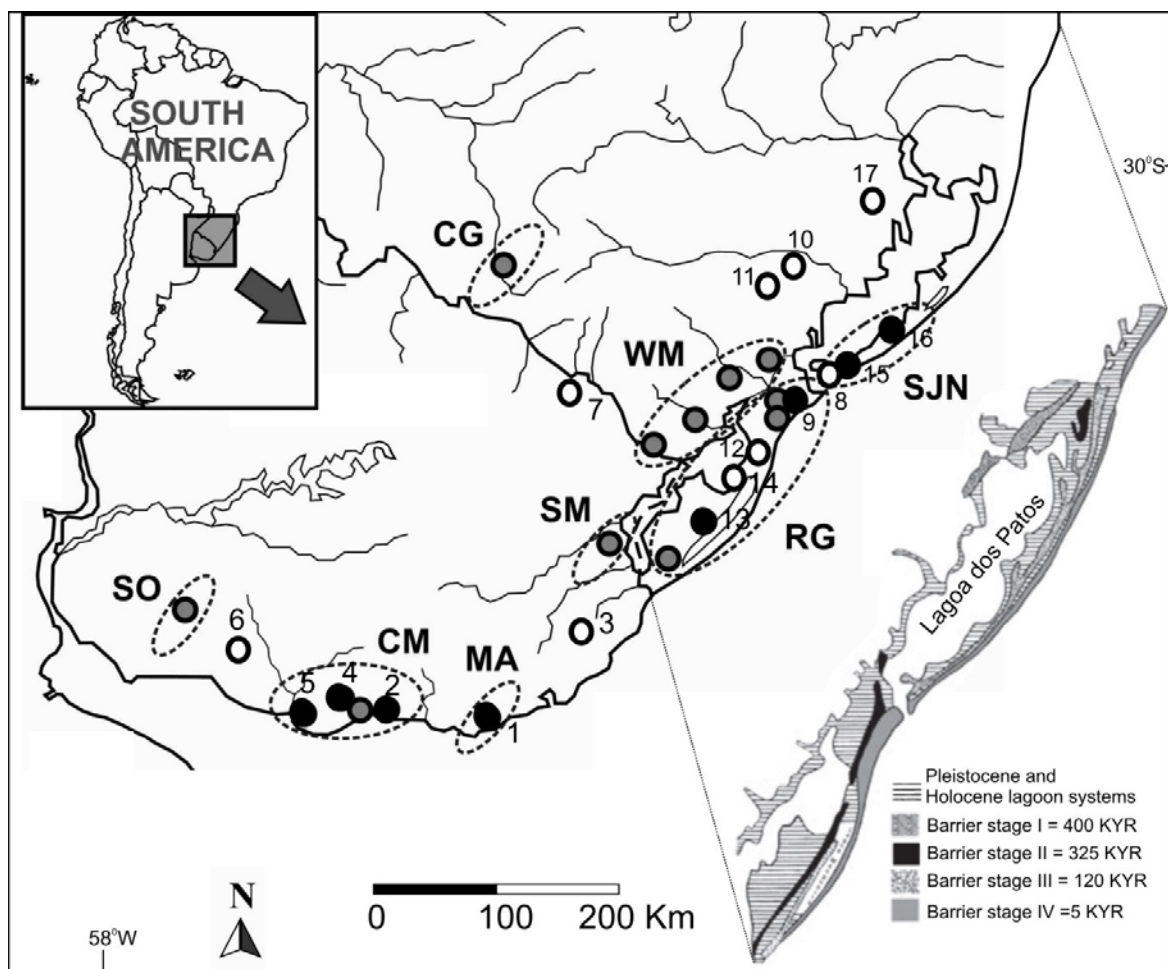 SOUTH
AMERICA
30⁰S
17
CG
10
11
WM
16
15
SJN
7
8
9
12
14
SM
13
RG
SO
6
3
CM
MA
5
4
2
1
Lagoa dos Patos
Pleistocene and
Holocene lagoon systems
Barrier stage I = 400 KYR
Barrier stage II = 325 KYR
Barrier stage III = 120 KYR
Barrier stage IV =5 KYR
N
0 100 200 Km
58⁰W